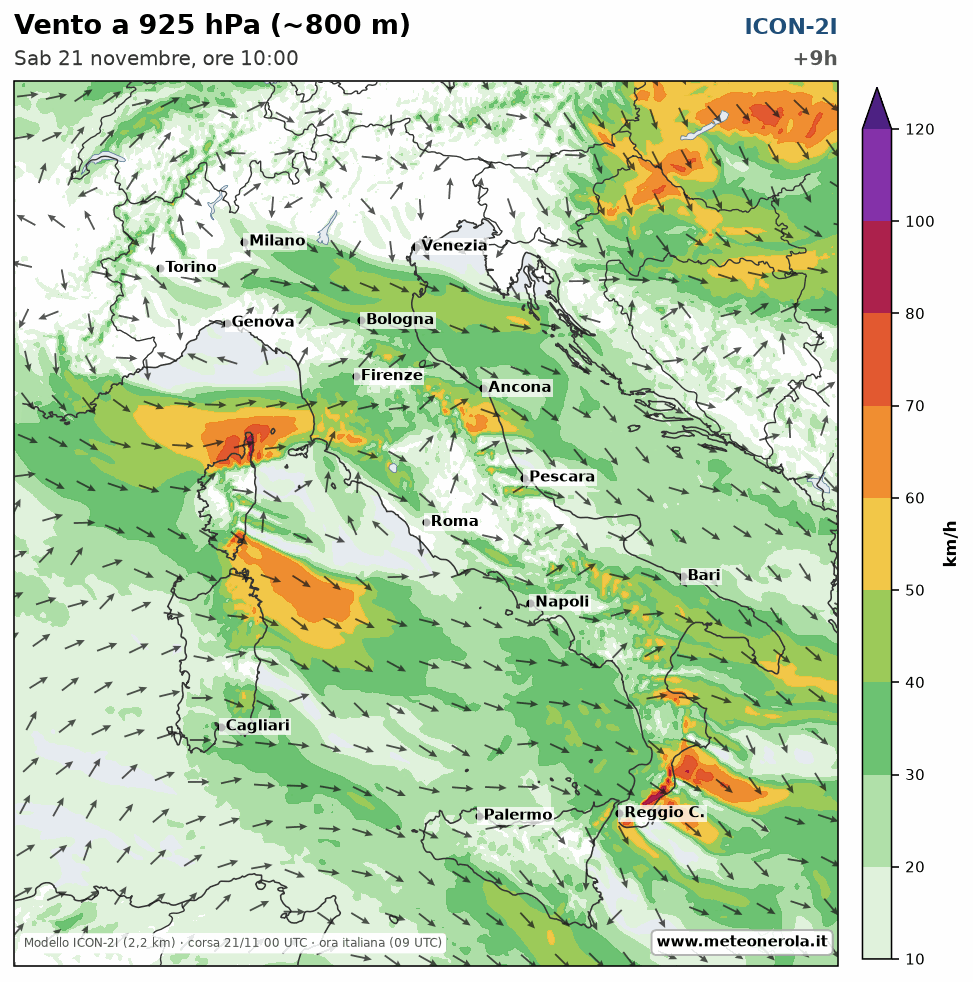 Vento a 925 hPa (~800 m)
ICON-2I
Sab 21 novembre, ore 10:00
+9h
Milano
Venezia
Torino
Genova
Bologna
Firenze
Ancona
Pescara
Roma
Bari
Napoli
Cagliari
Palermo
Reggio C.
Modello ICON-2I (2,2 km) · corsa 21/11 00 UTC · ora italiana (09 UTC)
www.meteonerola.it
120
100
80
70
60
50
40
30
20
10
km/h